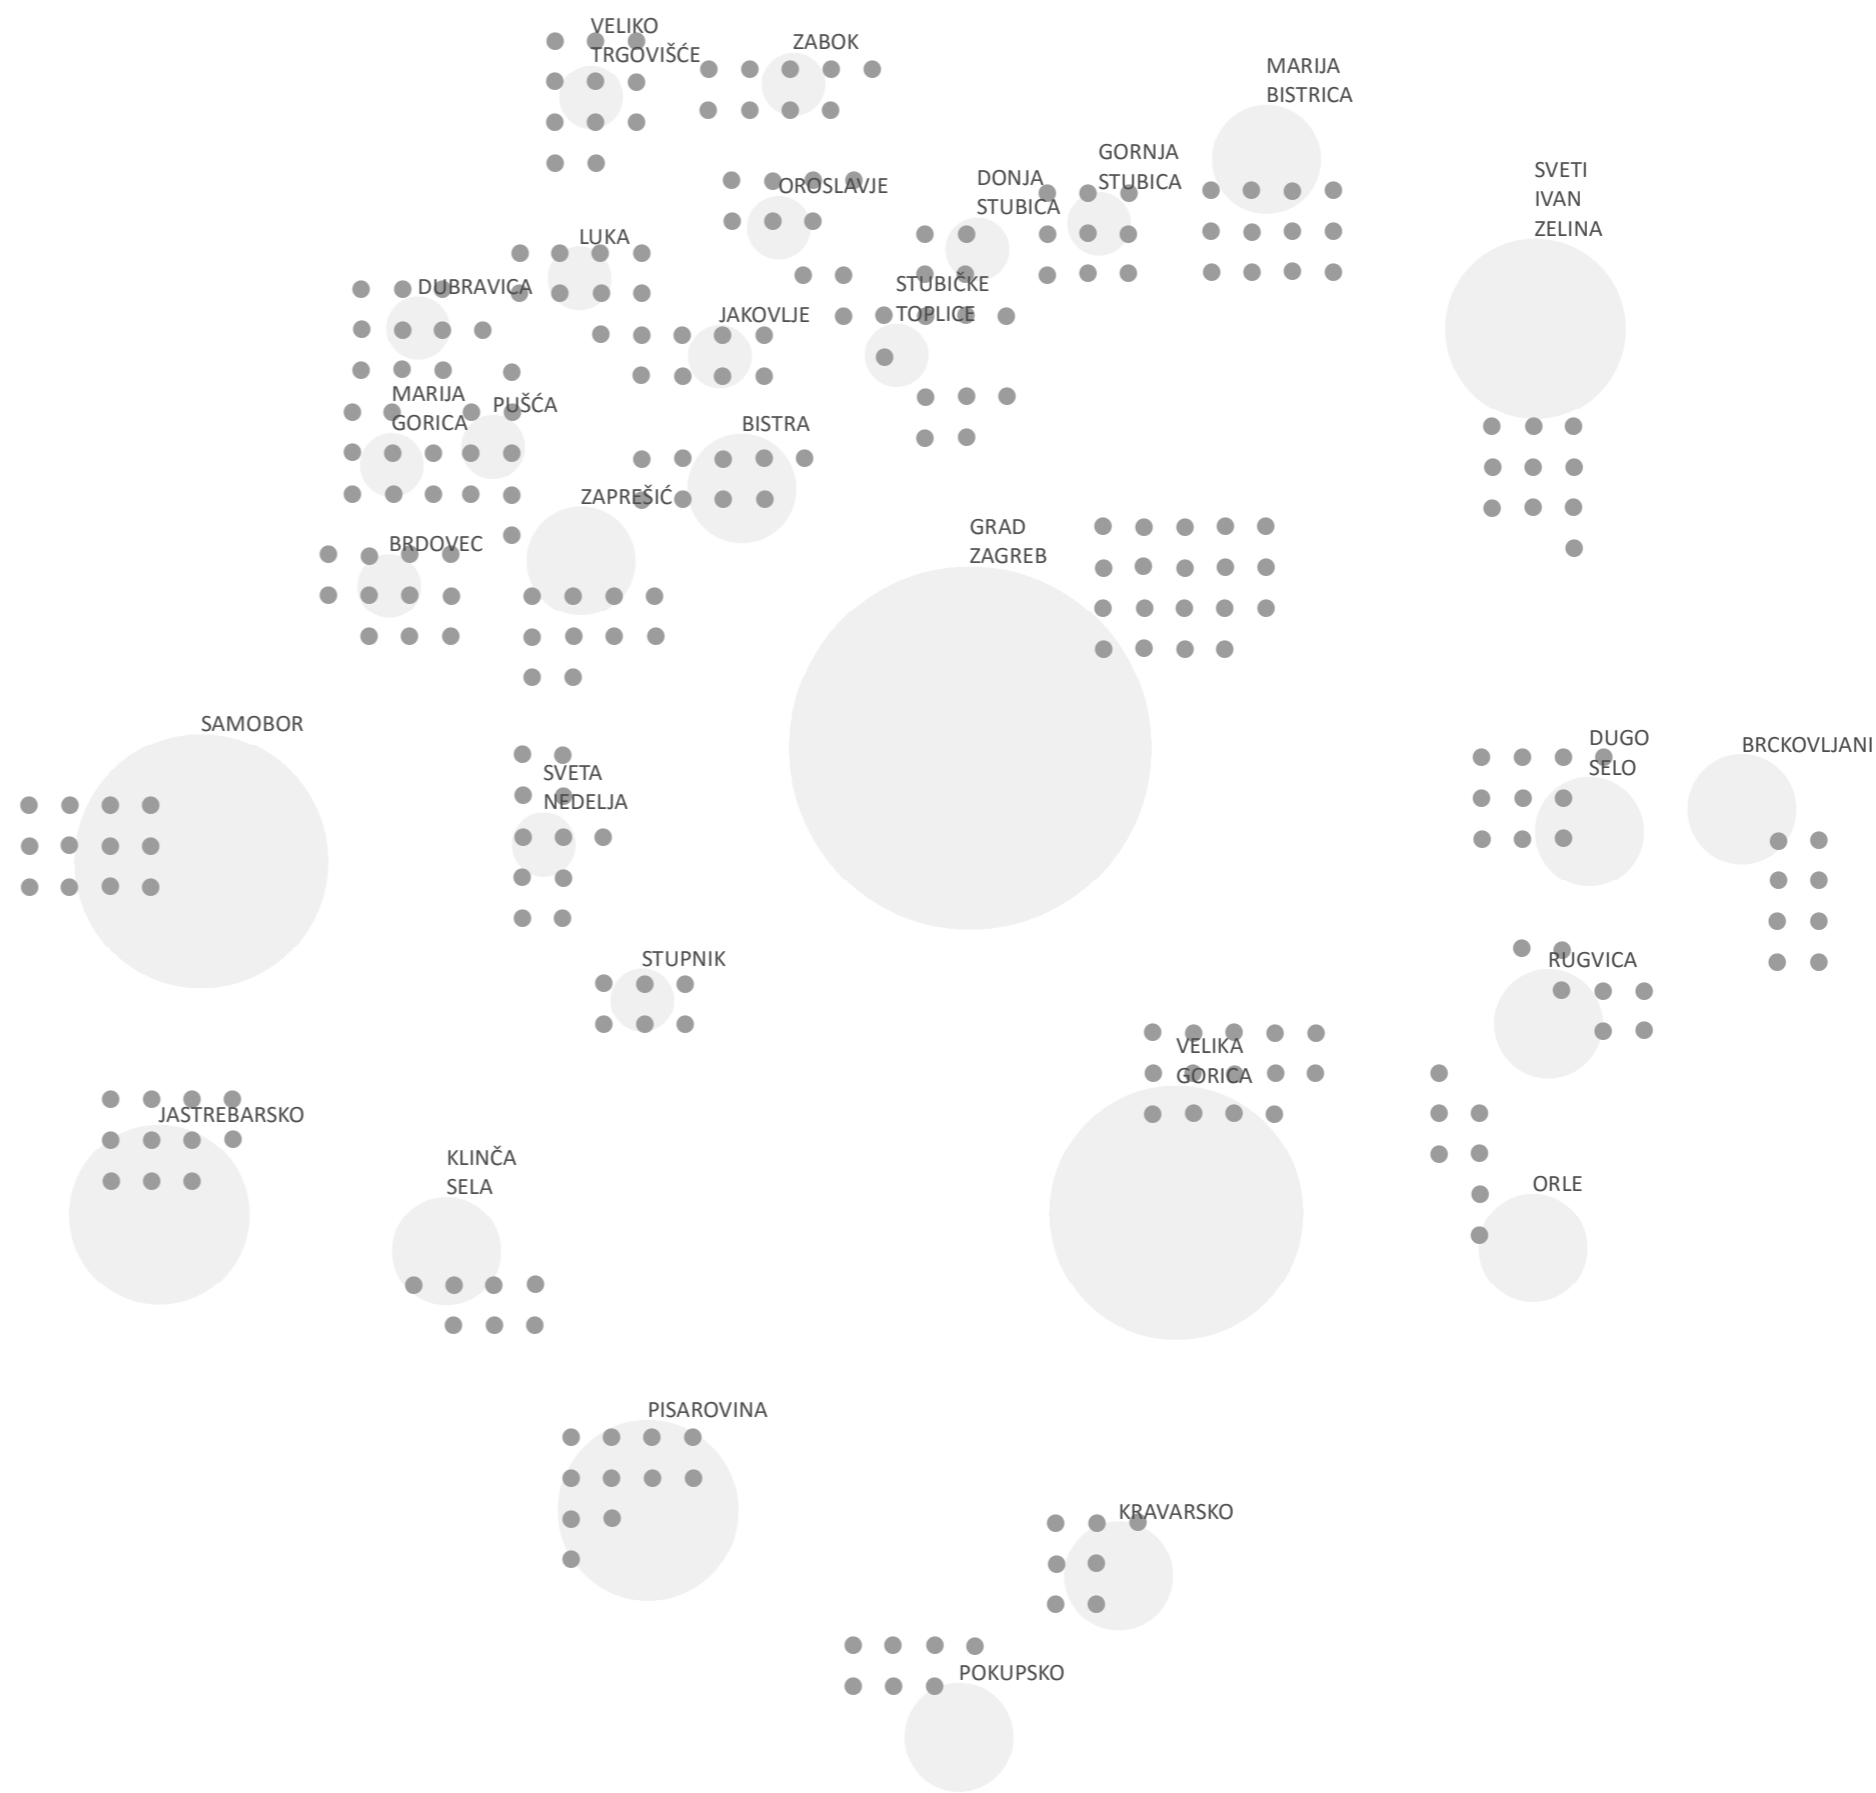 VELIKO
TRGOVIŠĆE
ZABOK
MARIJA
BISTRICA
GORNJA
STUBICA
SVETI
IVAN
ZELINA
DONJA
STUBICA
OROSLAVJE
LUKA
DUBRAVICA
STUBIČKE
TOPLICE
JAKOVLJE
MARIJA
GORICA
PUŠĆA
BISTRA
ZAPREŠIĆ
GRAD
ZAGREB
BRDOVEC
SAMOBOR
DUGO
SELO
BRCKOVLJANI
SVETA
NEDELJA
STUPNIK
RUGVICA
VELIKA
GORICA
JASTREBARSKO
KLINČA
SELA
ORLE
PISAROVINA
KRAVARSKO
POKUPSKO